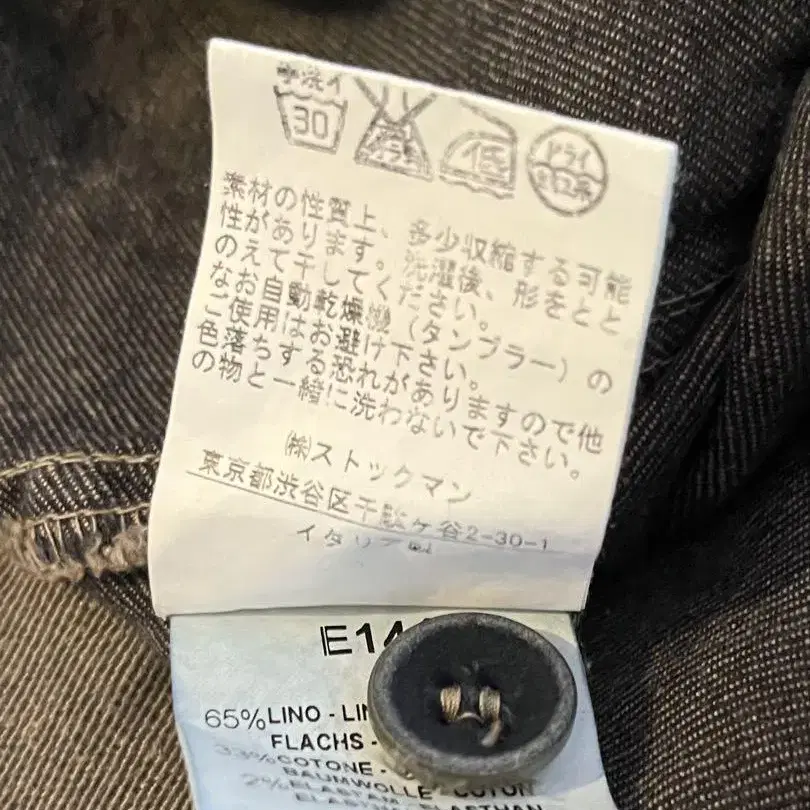 手洗イ
30
低
ドライ
素材の性質上、多少収縮する可能
性があります。洗濯後、形をとと
のえて干してください。
なお自動乾燥機(タンブラー)の
ご使用はお避け下さい。
色落ちする恐れがありますので他
の物と一緒に洗わないで下さい。
㈱ストックマン
東京都渋谷区千駄ヶ谷2-30-1
イタリア製
E14
65%LINO - LIN
FLACHS -
33%COTONE -
BAUMWOLLE - COTON
2%ELASTAN
ELASTHAN